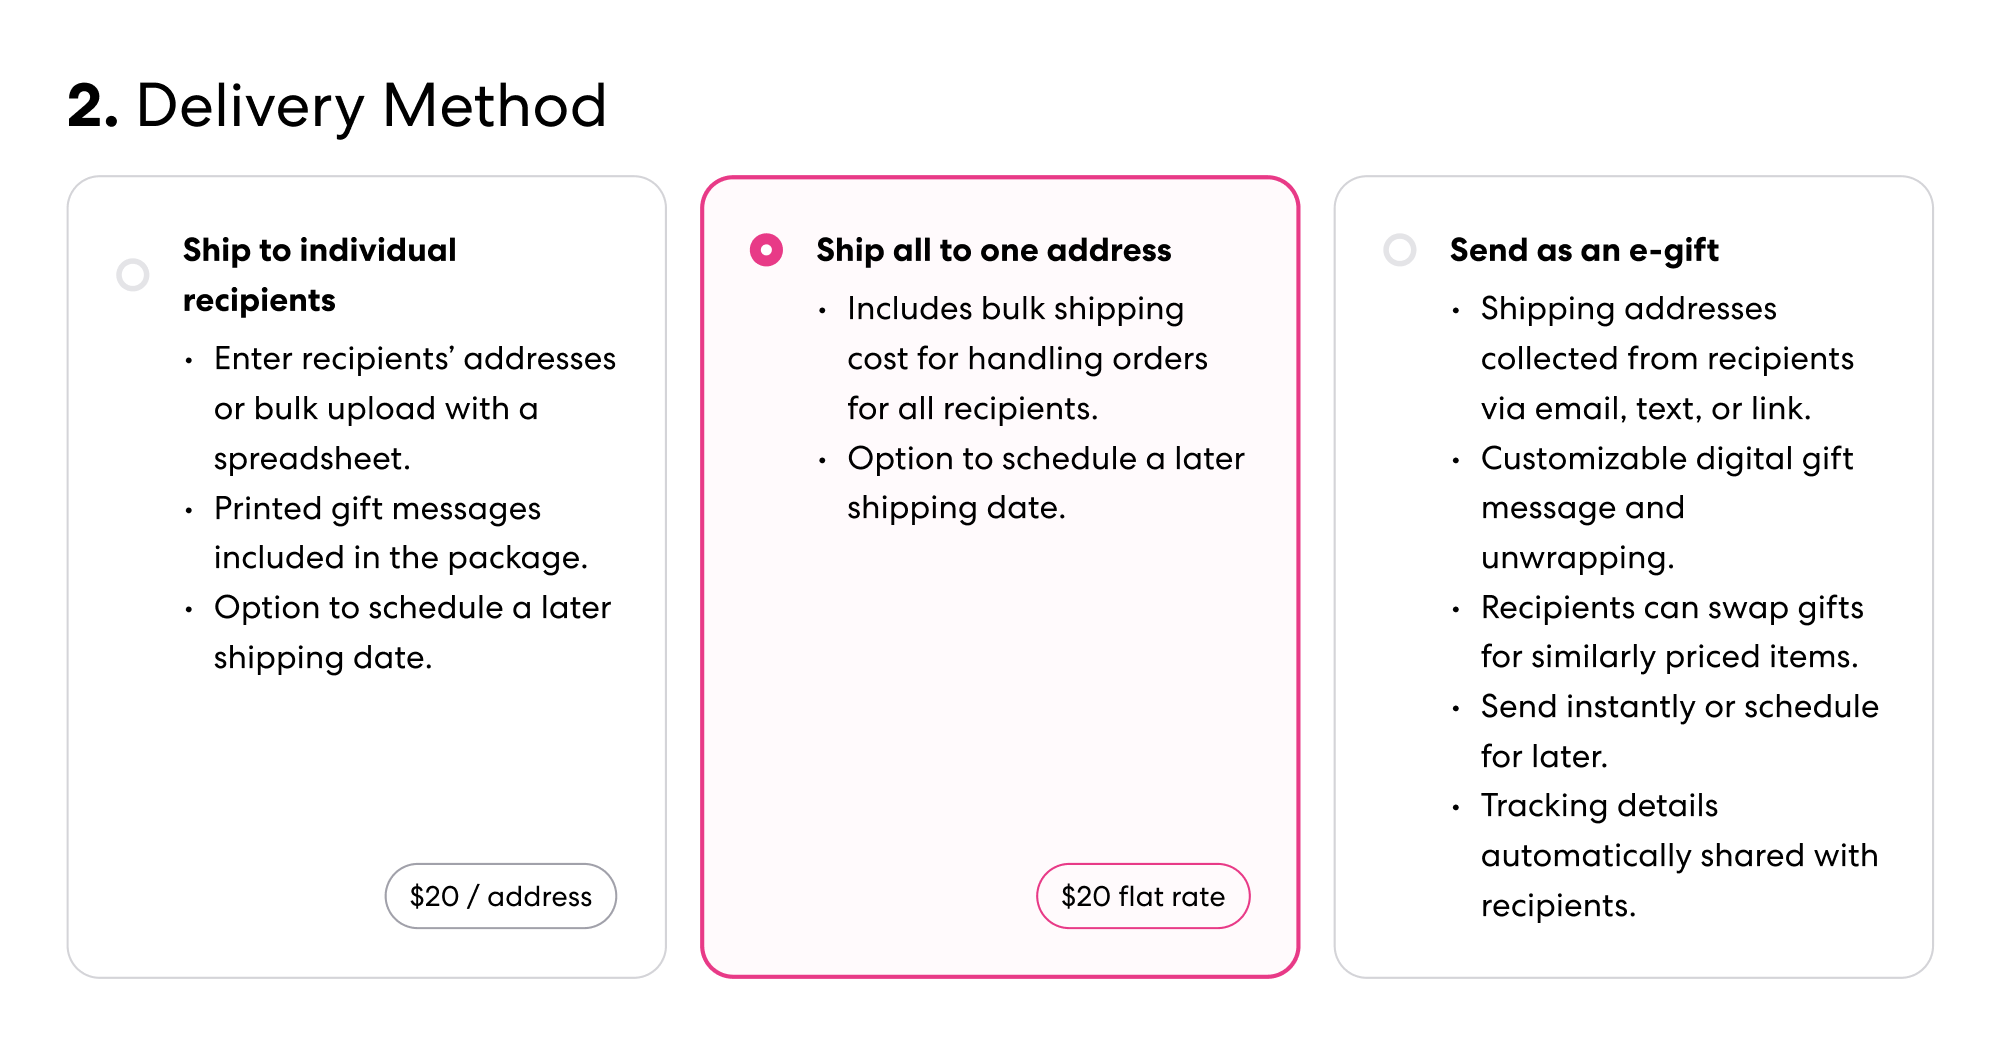 2. Delivery Method
Ship to individual
recipients
• Enter recipients’ addresses
or bulk upload with a
spreadsheet.
• Printed gift messages
included in the package.
• Option to schedule a later
shipping date.
$20 / address
Ship all to one address
• Includes bulk shipping
cost for handling orders
for all recipients.
• Option to schedule a later
shipping date.
$20 flat rate
Send as an e-gift
• Shipping addresses
collected from recipients
via email, text, or link.
• Customizable digital gift
message and
unwrapping.
• Recipients can swap gifts
for similarly priced items.
• Send instantly or schedule
for later.
• Tracking details
automatically shared with
recipients.